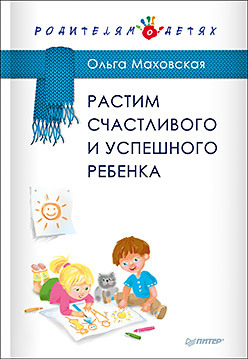 РОДИТЕЛЯМ О ДЕТЯХ
Ольга Маховская
РАСТИМ
СЧАСТЛИВОГО
И УСПЕШНОГО
РЕБЕНКА
ПИТЕР